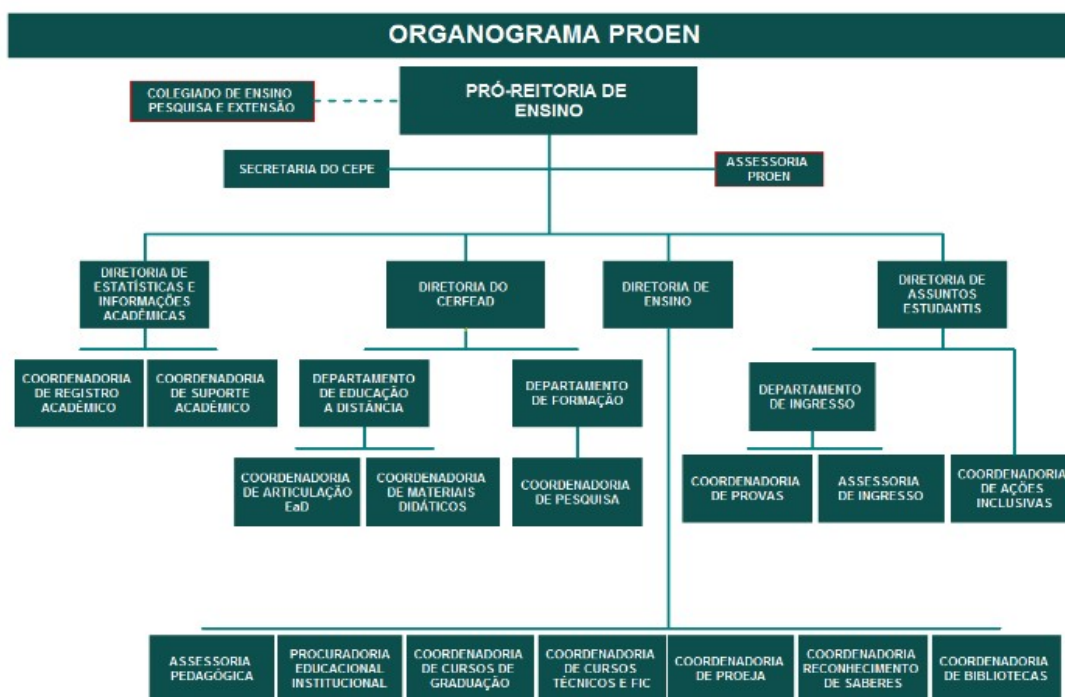 ORGANOGRAMA PROEN
COLEGIADO DE ENSINO
PESQUISA E EXTENSÃO
PRÓ-REITORIA DE
ENSINO
SECRETARIA DO CEPE
ASSESSORIA
PROEN
DIRETORIA DE
ESTATÍSTICAS E
INFORMAÇÕES
ACADÊMICAS
DIRETORIA DO
CERFEAD
DIRETORIA DE
ENSINO
DIRETORIA DE
ASSUNTOS
ESTUDANTIS
COORDENADORIA
DE REGISTRO
ACADÊMICO
COORDENADORIA
DE SUPORTE
ACADÊMICO
DEPARTAMENTO
DE EDUCAÇÃO
A DISTÂNCIA
DEPARTAMENTO
DE FORMAÇÃO
DEPARTAMENTO
DE INGRESSO
COORDENADORIA
DE ARTICULAÇÃO
EaD
COORDENADORIA
DE MATERIAIS
DIDÁTICOS
COORDENADORIA
DE PESQUISA
COORDENADORIA
DE PROVAS
ASSESSORIA
DE INGRESSO
COORDENADORIA
DE AÇÕES
INCLUSIVAS
ASSESSORIA
PEDAGÓGICA
PROCURADORIA
EDUCACIONAL
INSTITUCIONAL
COORDENADORIA
DE CURSOS DE
GRADUAÇÃO
COORDENADORIA
DE CURSOS
TÉCNICOS E FIC
COORDENADORIA
DE PROEJA
COORDENADORIA
RECONHECIMENTO
DE SABERES
COORDENADORIA
DE BIBLIOTECAS